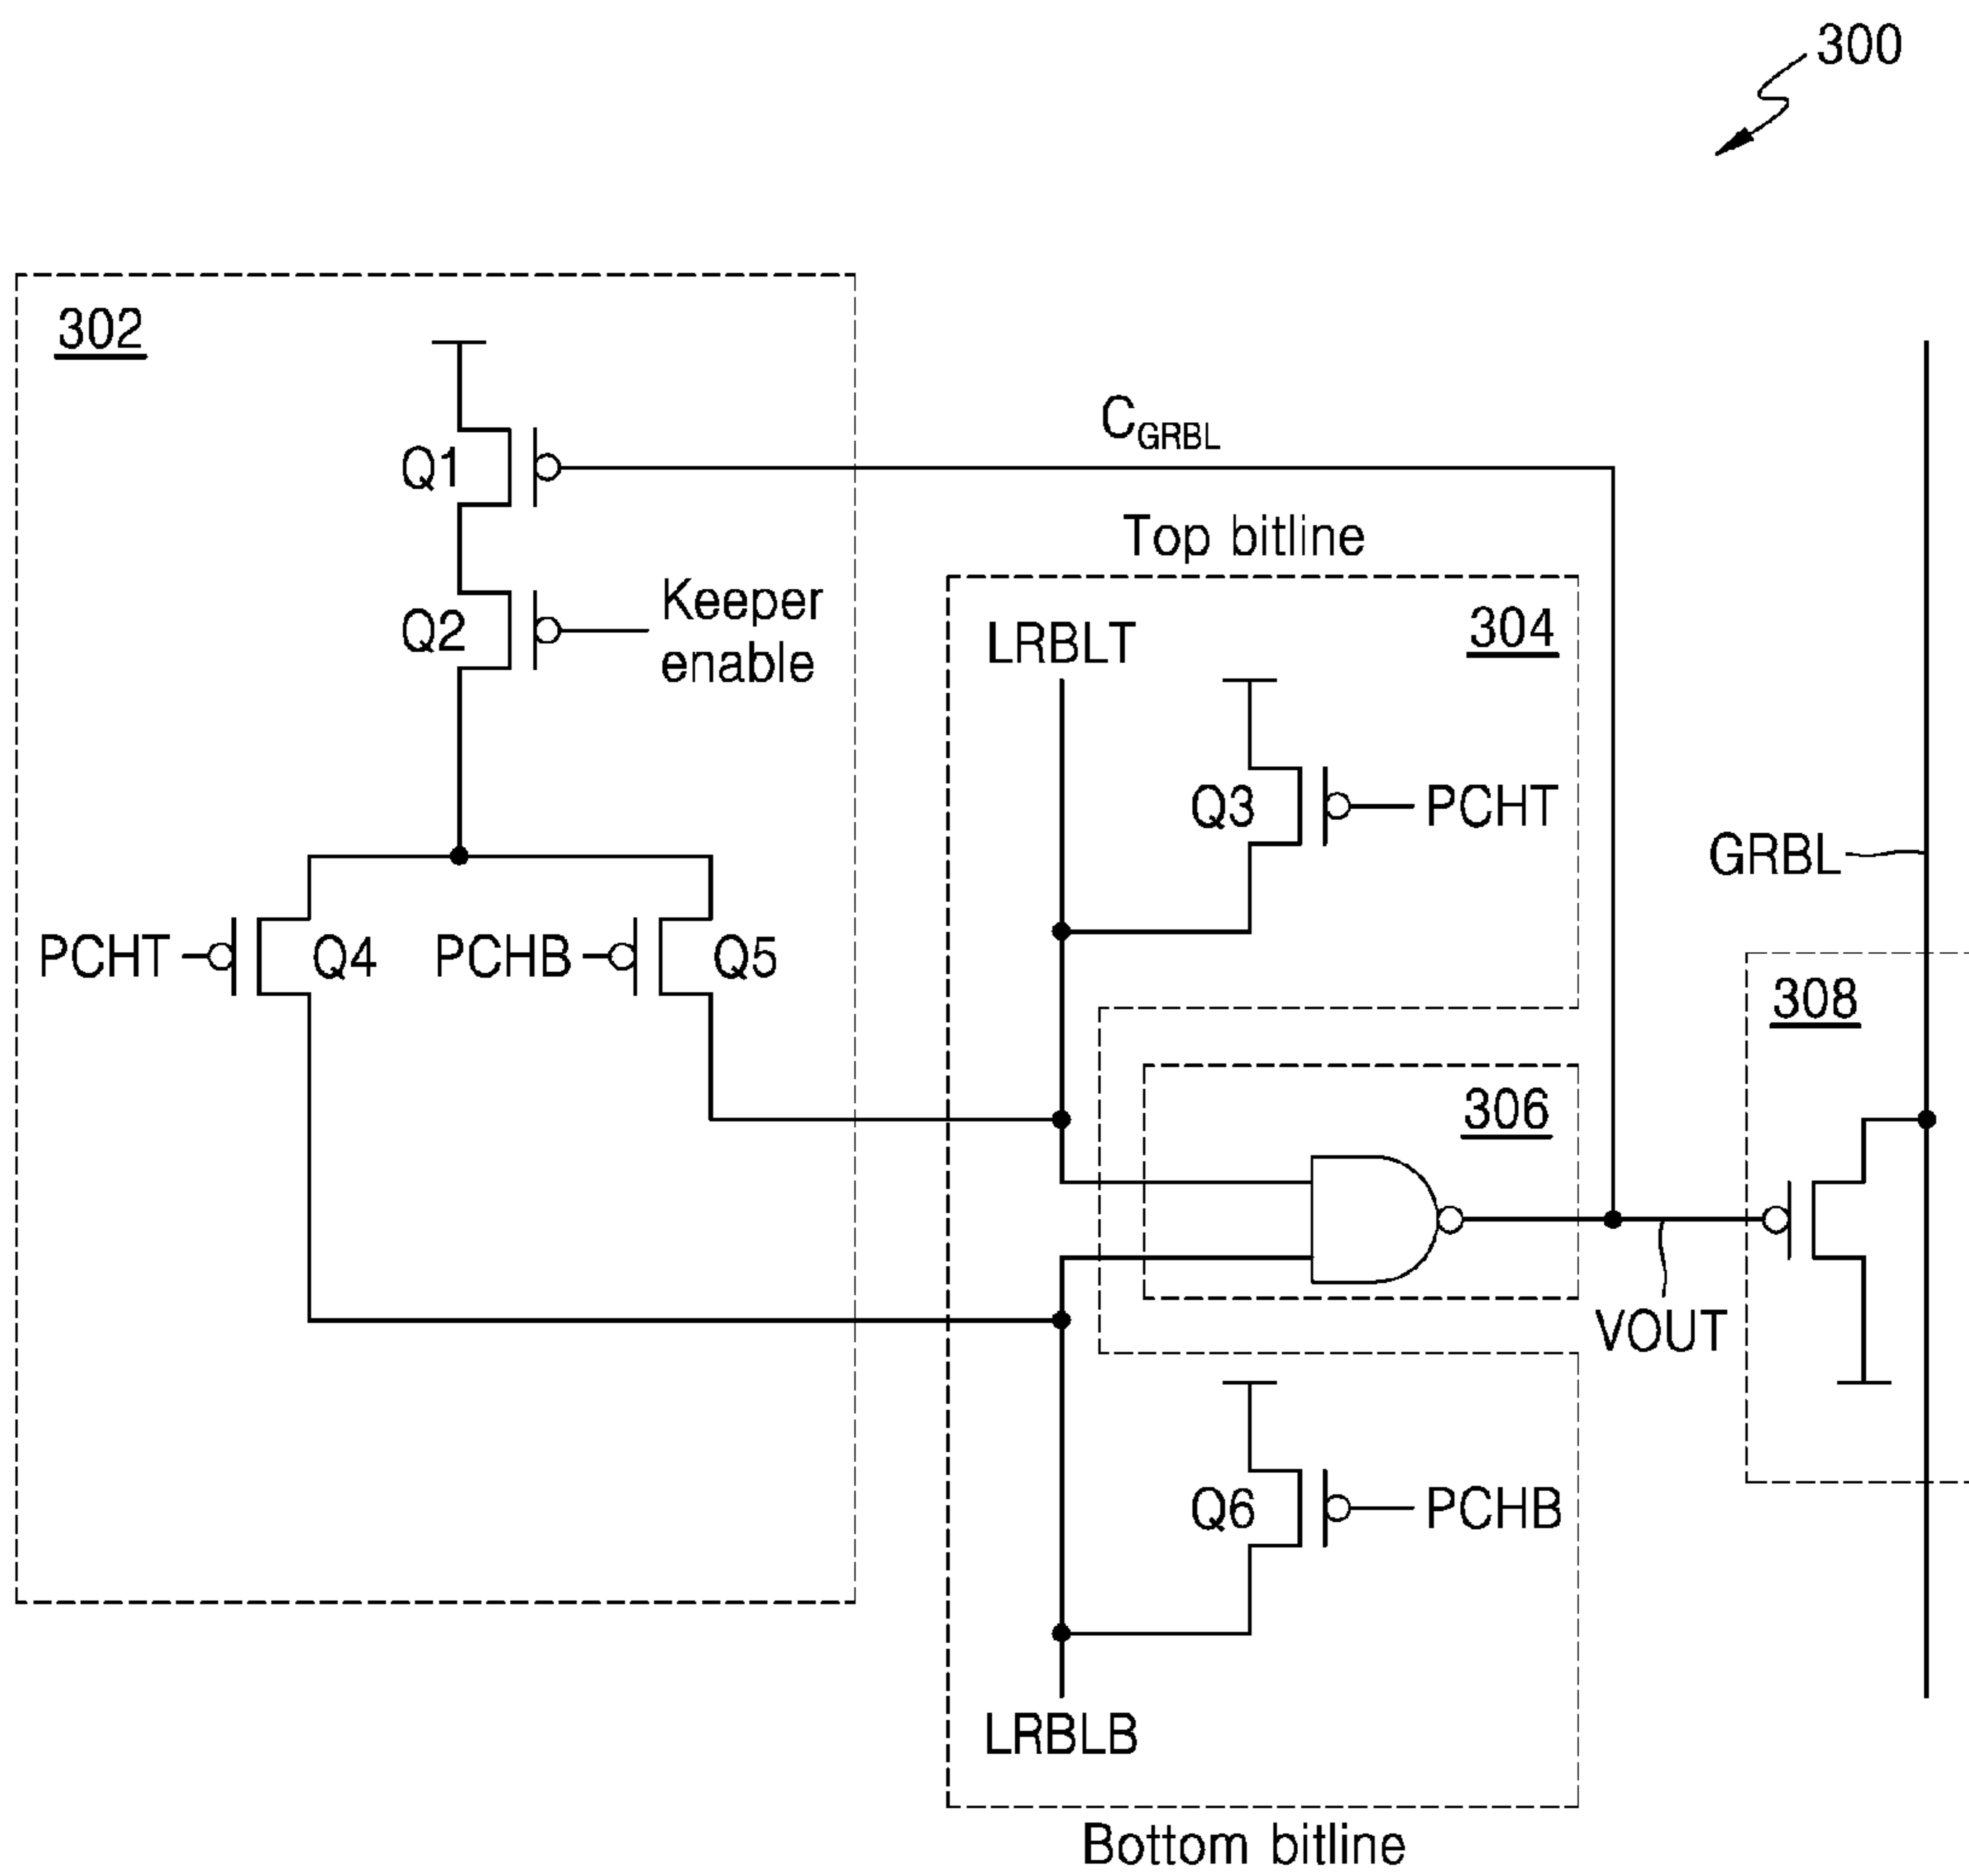 300
302
C_GRBL
Q1
Top bitline
Keeper
enable
Q2
LRBLT
304
Q3
PCHT
GRBL
PCHT
Q4
PCHB
Q5
308
306
VOUT
Q6
PCHB
LRBLB
Bottom bitline